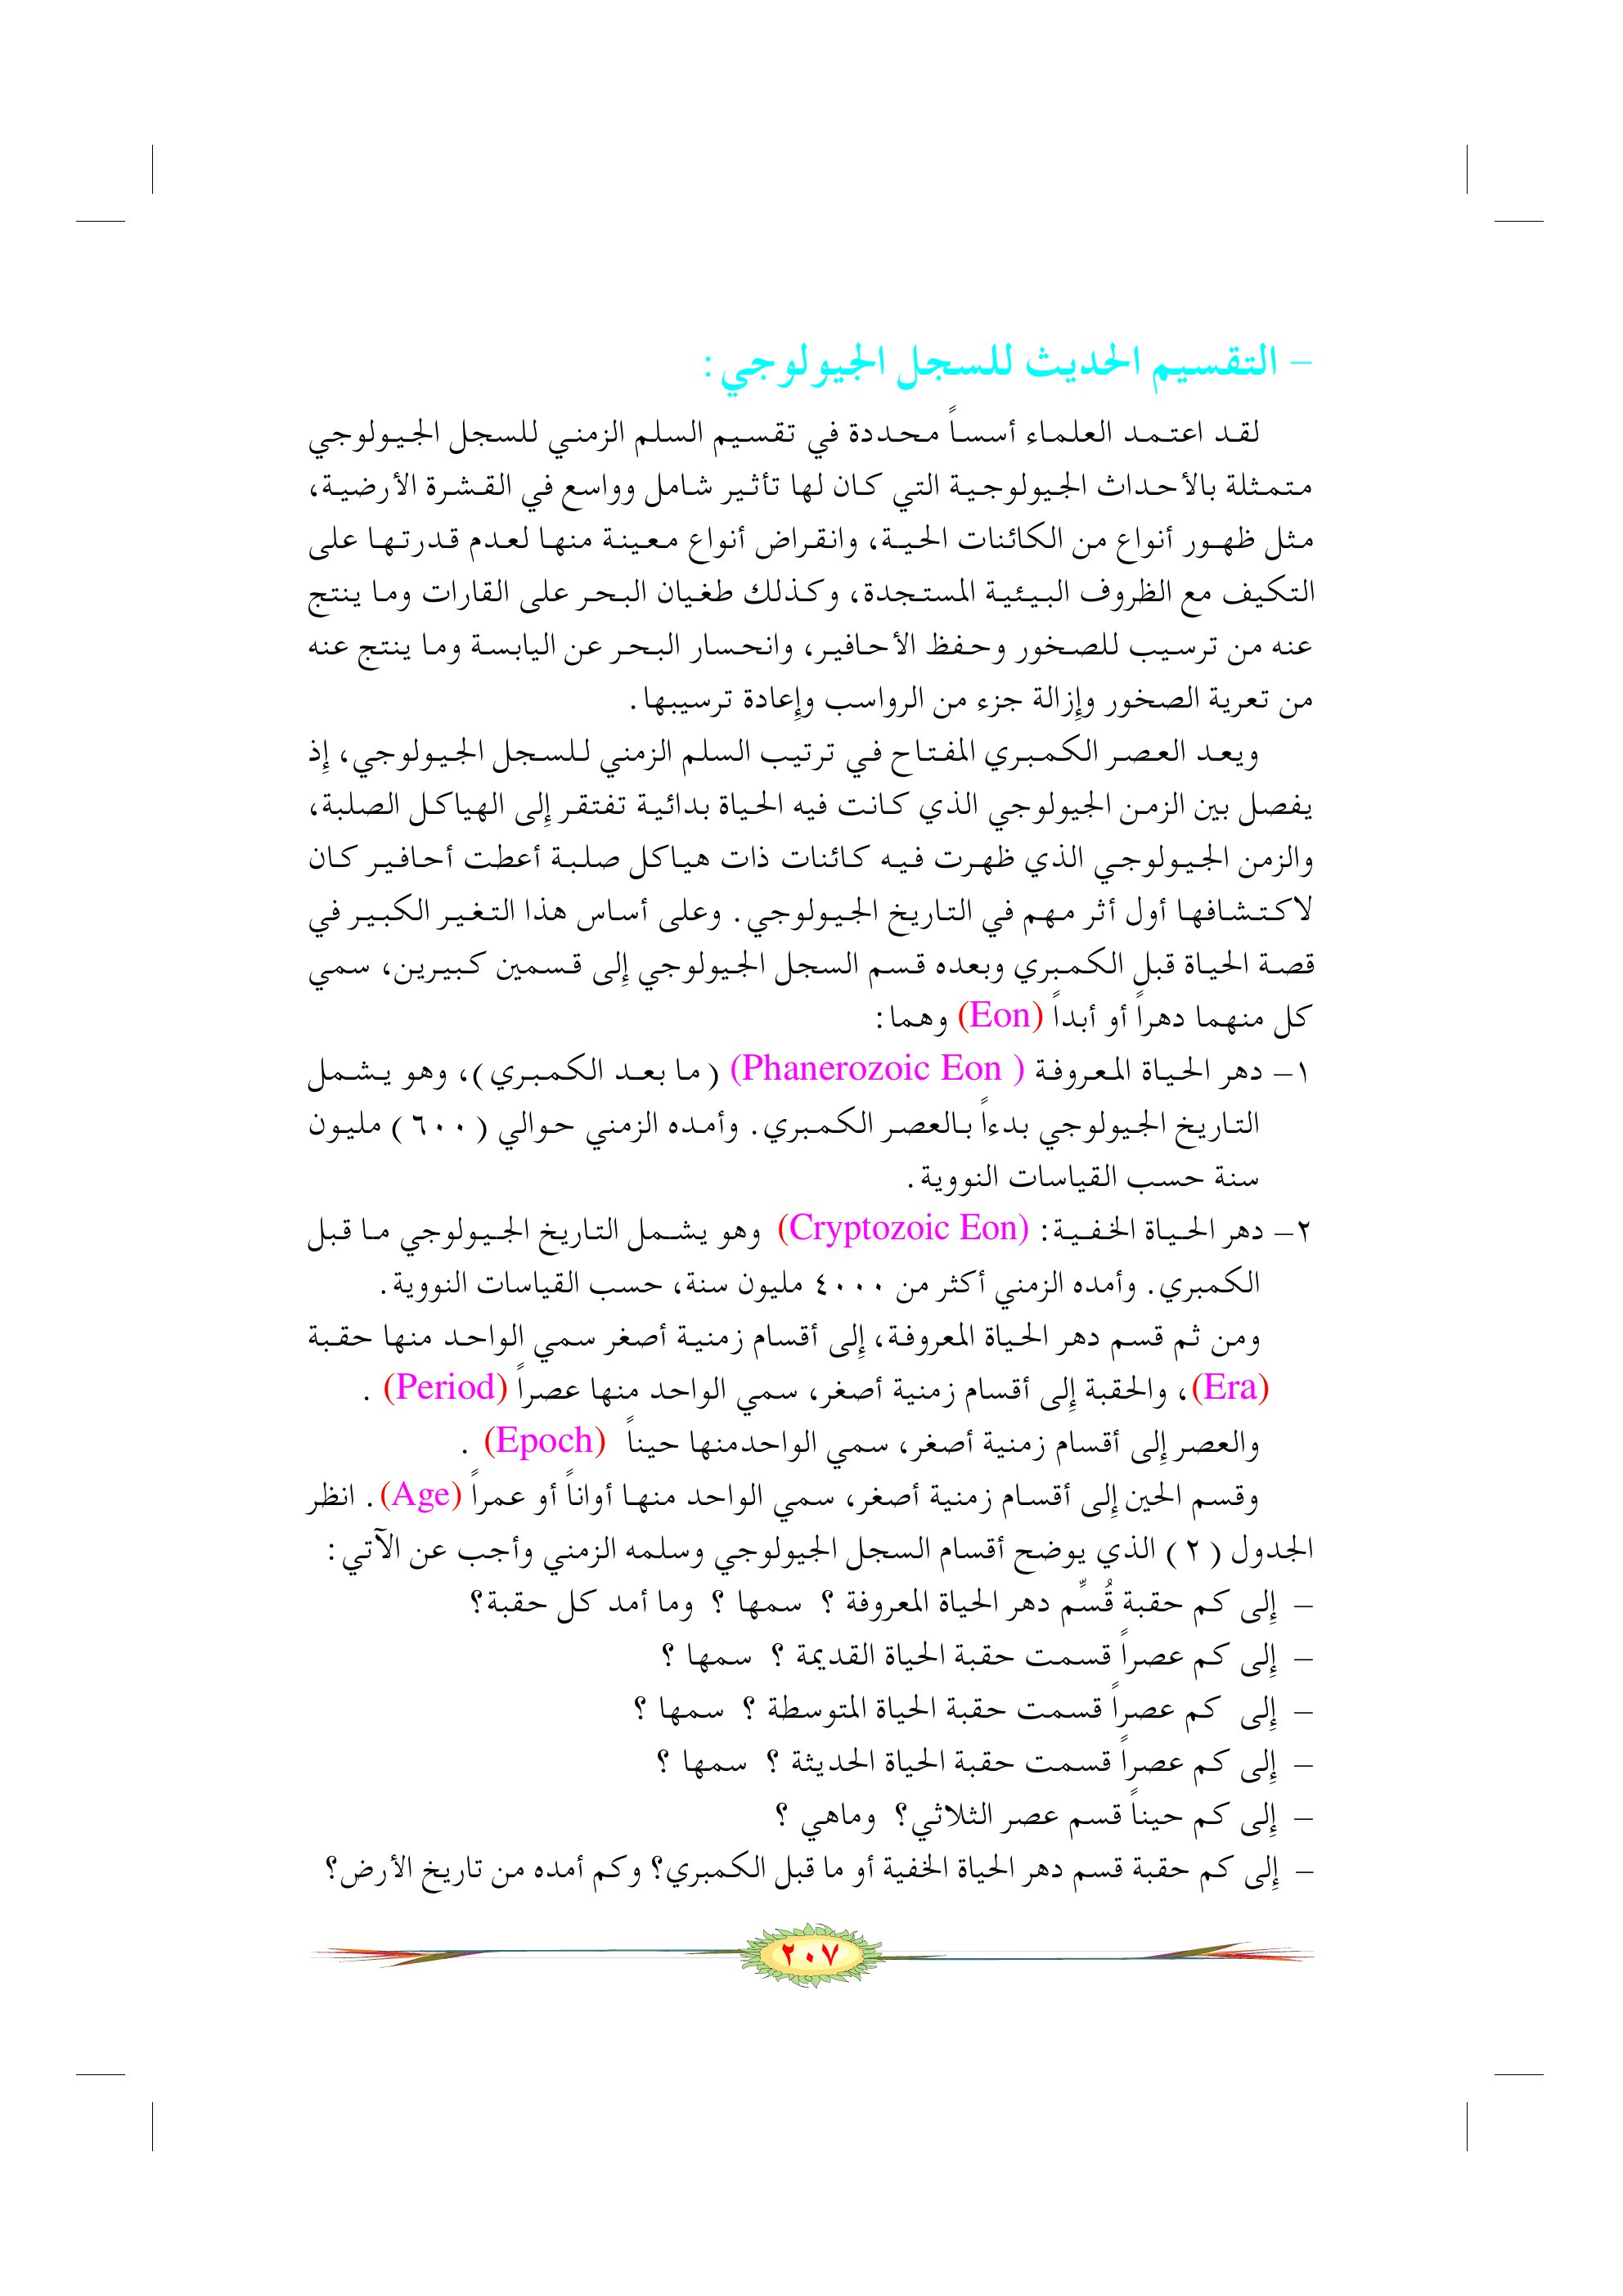 – التقسيم الحديث للسجل الجيولوجي:
لقد اعتمد العلماء أسساً محددة في تقسيم السلم الزمني للسجل الجيولوجي
متمثلة بالأحداث الجيولوجية التي كان لها تأثير شامل وواسع في القشرة الأرضية،
مثل ظهور أنواع من الكائنات الحية، وانقراض أنواع معينة منها لعدم قدرتها على
التكيف مع الظروف البيئية المستجدة، وكذلك طغيان البحر على القارات وما ينتج
عنه من ترسيب للصخور وحفظ الأحافير، وانحسار البحر عن اليابسة وما ينتج عنه
من تعرية الصخور وإزالة جزء من الرواسب وإعادة ترسيبها.
ويعد العصر الكمبري المفتاح في ترتيب السلم الزمني للسجل الجيولوجي، إذ
يفصل بين الزمن الجيولوجي الذي كانت فيه الحياة بدائية تفتقر إلى الهياكل الصلبة،
والزمن الجيولوجي الذي ظهرت فيه كائنات ذات هياكل صلبة أعطت أحافير كان
لاكتشافها أول أثر مهم في التاريخ الجيولوجي. وعلى أساس هذا التغير الكبير في
قصة الحياة قبل الكمبري وبعده قسم السجل الجيولوجي إلى قسمين كبيرين، سمي
كل منهما دهراً أو أبداً (Eon) وهما:
١– دهر الحياة المعروفة (Phanerozoic Eon ) (ما بعد الكمبري)، وهو يشمل
التاريخ الجيولوجي بدءاً بالعصر الكمبري. وأمده الزمني حوالي (٦٠٠) مليون
سنة حسب القياسات النووية.
٢– دهر الحياة الخفية: (Cryptozoic Eon) وهو يشمل التاريخ الجيولوجي ما قبل
الكمبري. وأمده الزمني أكثر من ٤٠٠٠ مليون سنة، حسب القياسات النووية.
ومن ثم قسم دهر الحياة المعروفة، إلى أقسام زمنية أصغر سمي الواحد منها حقبة
(Era)، والحقبة إلى أقسام زمنية أصغر، سمي الواحد منها عصراً (Period) .
والعصر إلى أقسام زمنية أصغر، سمي الواحدمنها حيناً (Epoch) .
وقسم الحين إلى أقسام زمنية أصغر، سمي الواحد منها أواناً أو عمراً (Age). انظر
الجدول (٢) الذي يوضح أقسام السجل الجيولوجي وسلمه الزمني وأجب عن الآتي:
– إلى كم حقبة قُسِّم دهر الحياة المعروفة ؟ سمها ؟ وما أمد كل حقبة؟
– إلى كم عصراً قسمت حقبة الحياة القديمة ؟ سمها ؟
– إلى كم عصراً قسمت حقبة الحياة المتوسطة ؟ سمها ؟
– إلى كم عصراً قسمت حقبة الحياة الحديثة ؟ سمها ؟
– إلى كم حيناً قسم عصر الثلاثي؟ وماهي ؟
– إلى كم حقبة قسم دهر الحياة الخفية أو ما قبل الكمبري؟ وكم أمده من تاريخ الأرض؟
٢٠٧